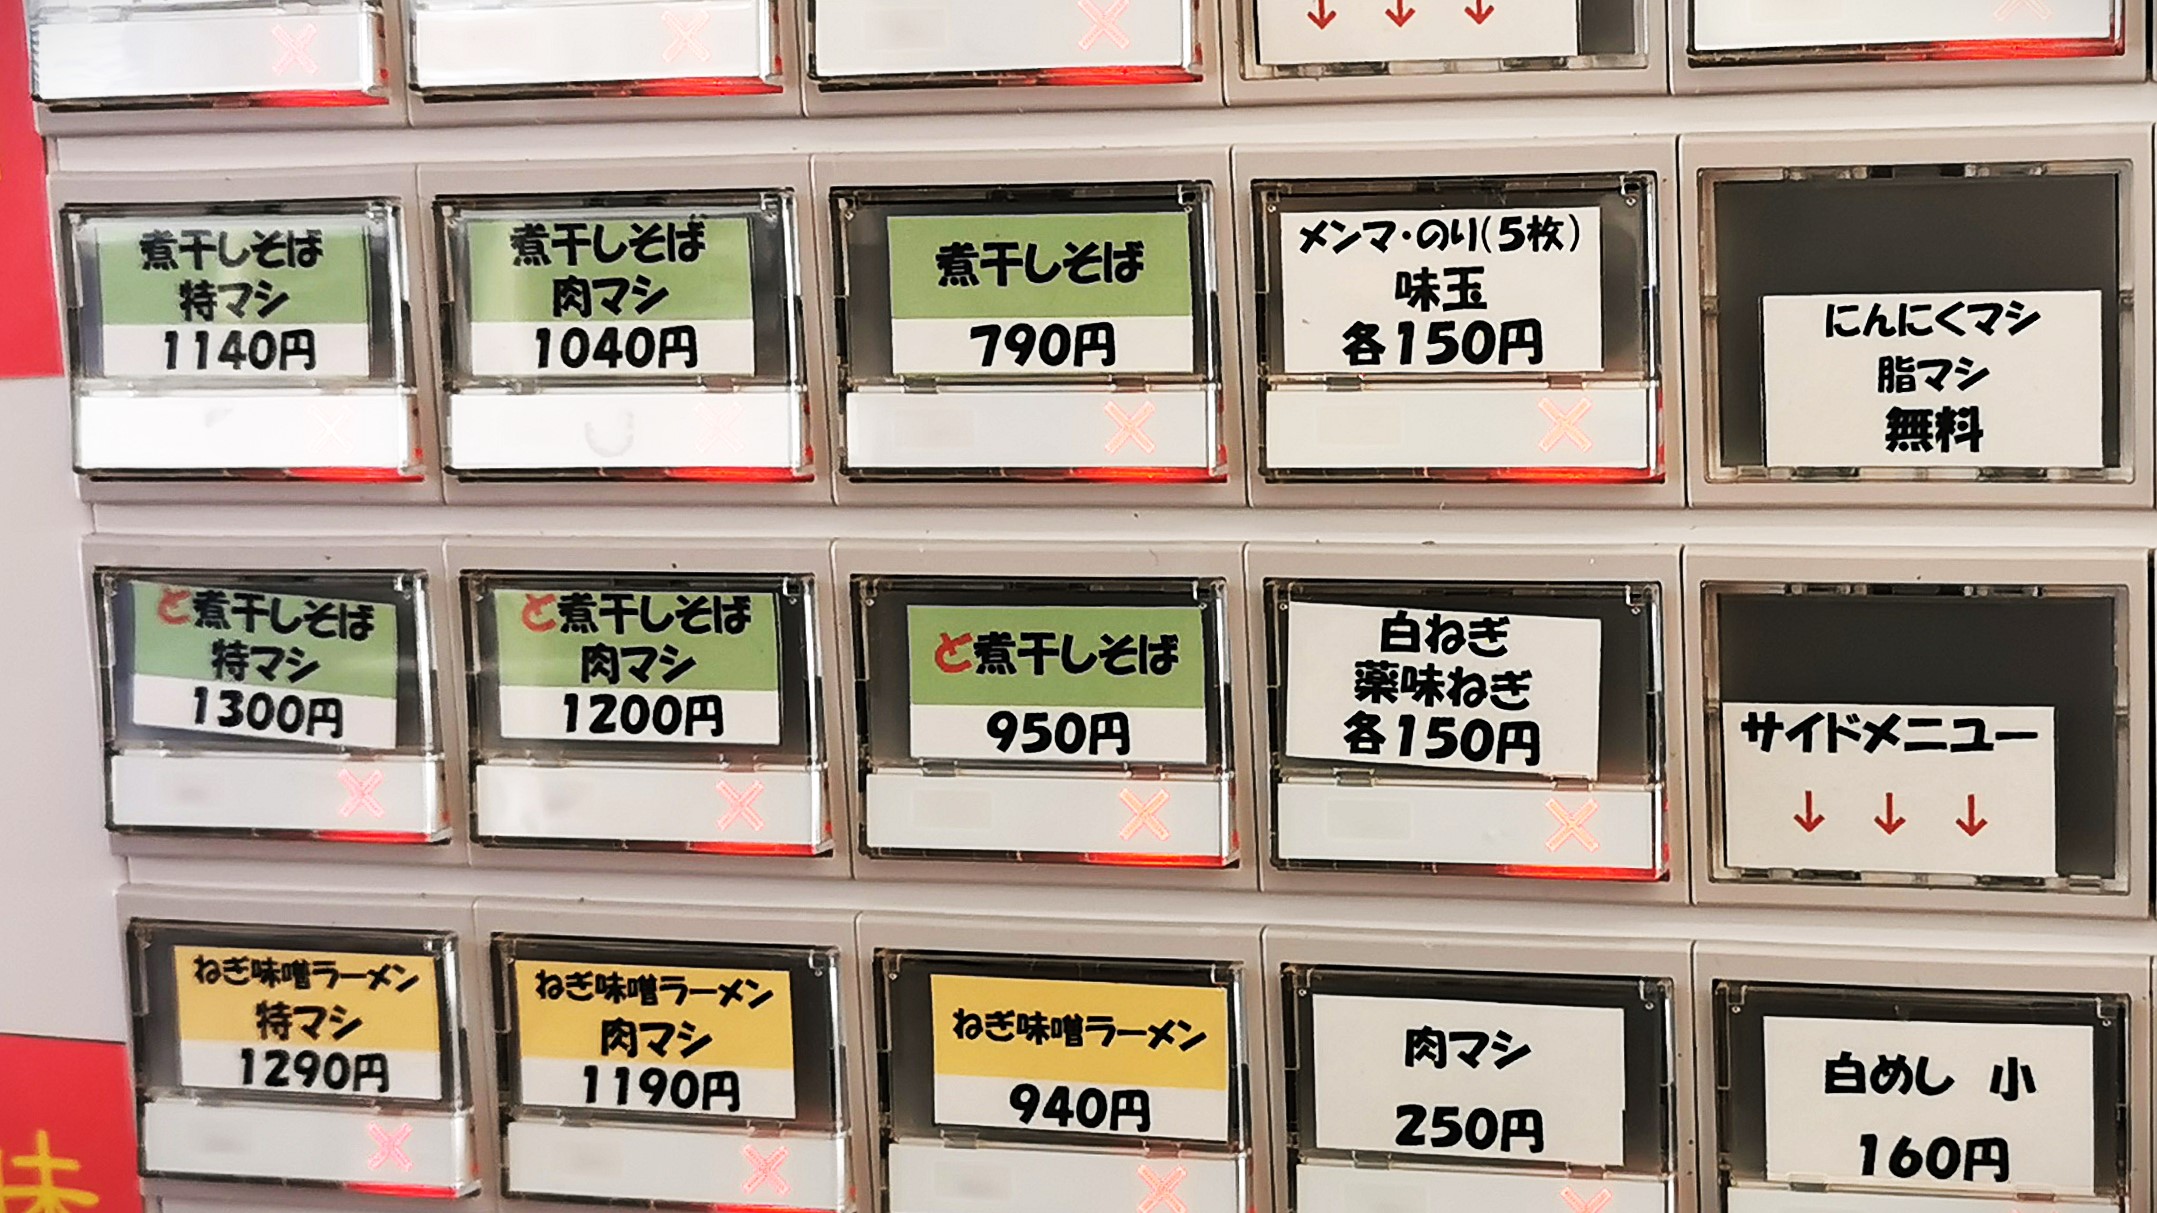 ↓ ↓ ↓
煮干しそば
特マシ
1140円
煮干しそば
肉マシ
1040円
煮干しそば
790円
メンマ・のり(5枚)
味玉
各150円
にんにくマシ
脂マシ
無料
ど煮干しそば
特マシ
1300円
ど煮干しそば
肉マシ
1200円
ど煮干しそば
950円
白ねぎ
薬味ねぎ
各150円
サイドメニュー
↓ ↓ ↓
ねぎ味噌ラーメン
特マシ
1290円
ねぎ味噌ラーメン
肉マシ
1190円
ねぎ味噌ラーメン
940円
肉マシ
250円
白めし 小
160円
味